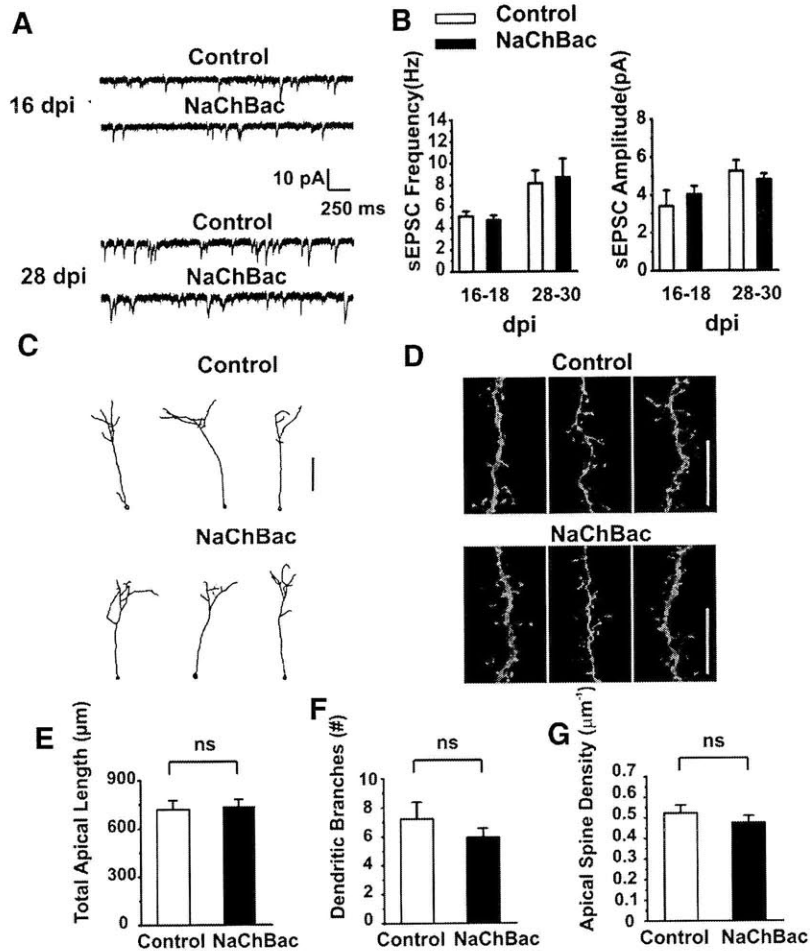 A
Control
16 dpi
NaChBac
10 pA
250 ms
Control
28 dpi
NaChBac
B
Control
NaChBac
sEPSC Frequency(Hz)
14
12
10
8
6
4
2
0
16-18 28-30
dpi
sEPSC Amplitude(pA)
8
6
4
2
0
16-18 28-30
dpi
C
Control
NaChBac
D
Control
NaChBac
E
Total Apical Length (µm)
ns
900
600
300
0
Control NaChBac
F
Dendritic Branches (#)
ns
10
8
6
4
2
0
Control NaChBac
G
Apical Spine Density (µm⁻¹)
ns
0.7
0.6
0.5
0.4
0.3
0.2
0.1
0
Control NaChBac